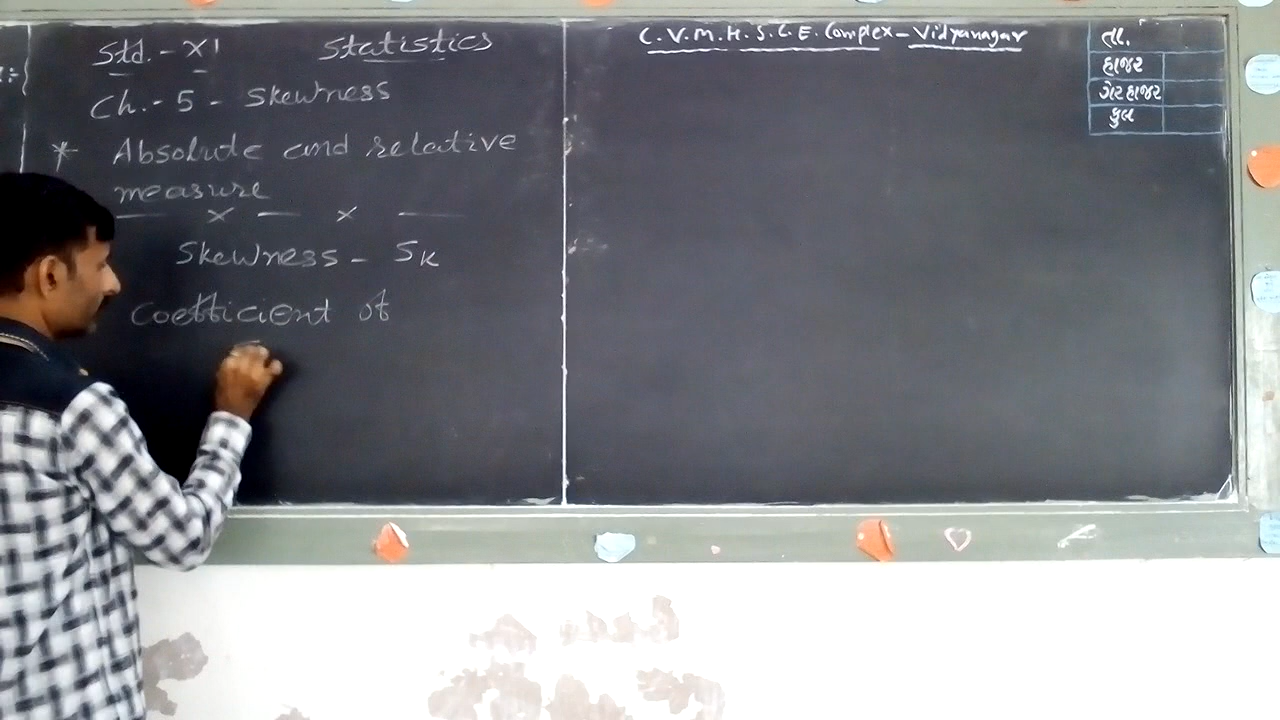 Std. - XI Statistics
Ch. - 5 - Skewness
* Absolute and relative
measure
— x — x —
Skewness - Sk
Coefficient of
C.V.M.H.S.C.E. Complex - Vidyanagar
તા.
હાજર
ગેરહાજર
કુલ